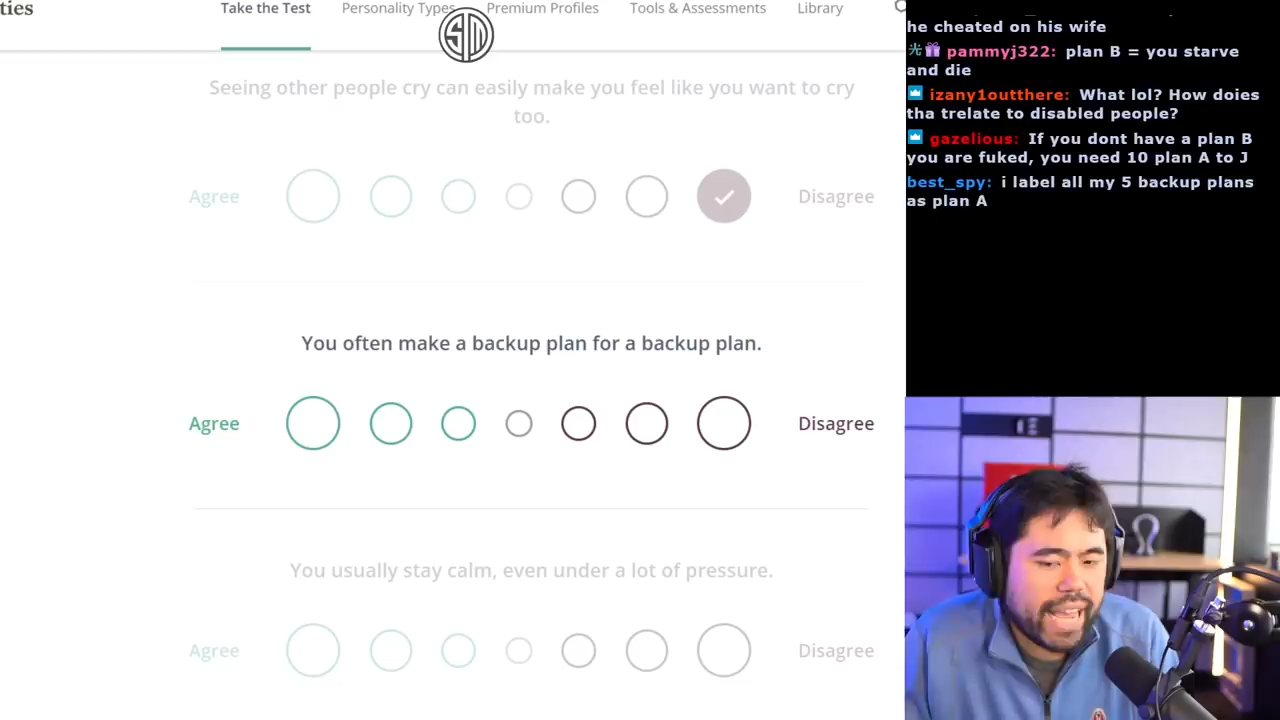 ties
Take the Test
Personality Types
Premium Profiles
Tools & Assessments
Library
Seeing other people cry can easily make you feel like you want to cry
too.
Agree
Disagree
You often make a backup plan for a backup plan.
Agree
Disagree
You usually stay calm, even under a lot of pressure.
Agree
Disagree
he cheated on his wife
pammyj322: plan B = you starve
and die
izany1outthere: What lol? How doies
tha trelate to disabled people?
gazelious: If you dont have a plan B
you are fuked, you need 10 plan A to J
best_spy: i label all my 5 backup plans
as plan A